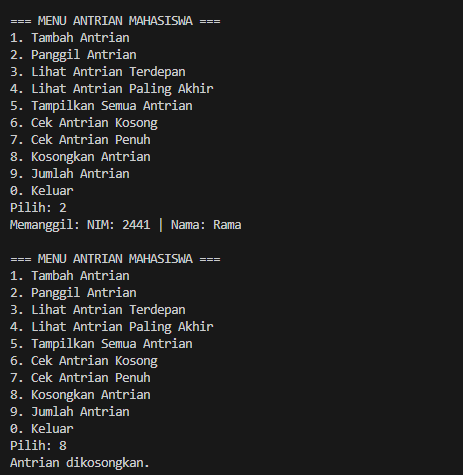 === MENU ANTRIAN MAHASISWA ===
1. Tambah Antrian
2. Panggil Antrian
3. Lihat Antrian Terdepan
4. Lihat Antrian Paling Akhir
5. Tampilkan Semua Antrian
6. Cek Antrian Kosong
7. Cek Antrian Penuh
8. Kosongkan Antrian
9. Jumlah Antrian
0. Keluar
Pilih: 2
Memanggil: NIM: 2441 | Nama: Rama
=== MENU ANTRIAN MAHASISWA ===
1. Tambah Antrian
2. Panggil Antrian
3. Lihat Antrian Terdepan
4. Lihat Antrian Paling Akhir
5. Tampilkan Semua Antrian
6. Cek Antrian Kosong
7. Cek Antrian Penuh
8. Kosongkan Antrian
9. Jumlah Antrian
0. Keluar
Pilih: 8
Antrian dikosongkan.